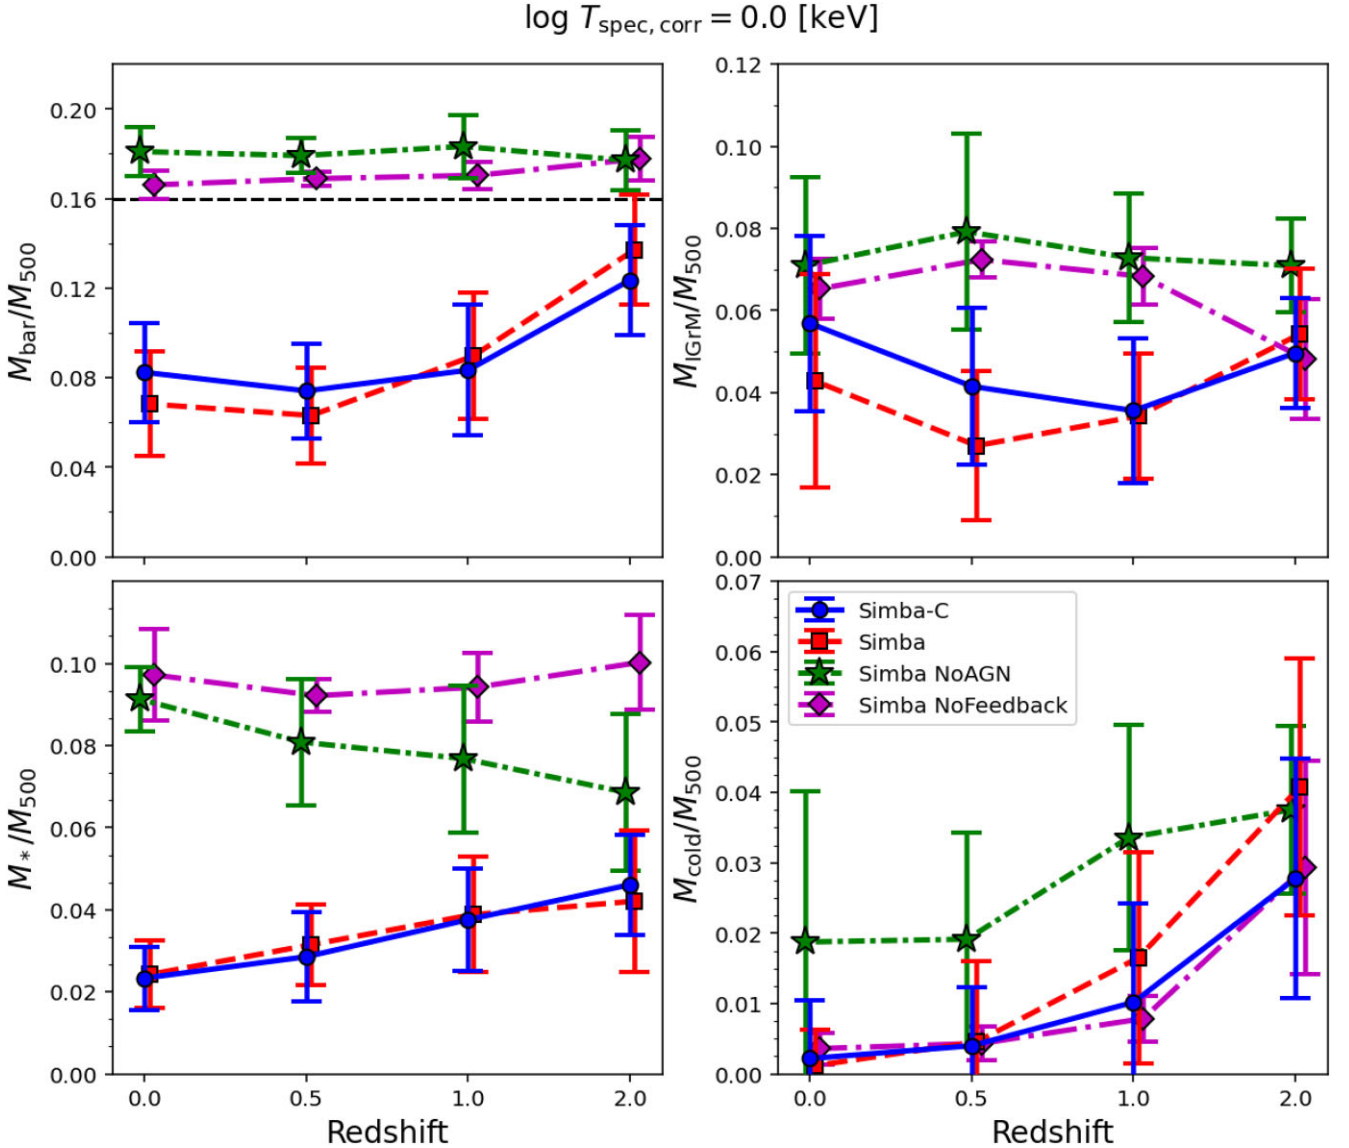 log T_spec,corr = 0.0 [keV]
M_bar/M_500
0.20
0.16
0.12
0.08
0.04
0.00
M_IGrM/M_500
0.12
0.10
0.08
0.06
0.04
0.02
0.00
M_*/M_500
0.10
0.08
0.06
0.04
0.02
0.00
0.0 0.5 1.0 2.0
Redshift
M_cold/M_500
0.07
0.06
0.05
0.04
0.03
0.02
0.01
0.00
Simba-C
Simba
Simba NoAGN
Simba NoFeedback
0.0 0.5 1.0 2.0
Redshift